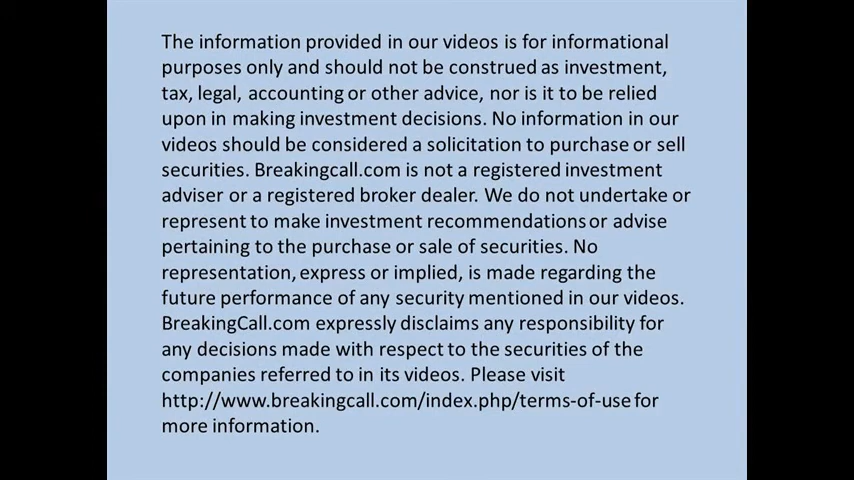 The information provided in our videos is for informational
purposes only and should not be construed as investment,
tax, legal, accounting or other advice, nor is it to be relied
upon in making investment decisions. No information in our
videos should be considered a solicitation to purchase or sell
securities. Breakingcall.com is not a registered investment
adviser or a registered broker dealer. We do not undertake or
represent to make investment recommendations or advise
pertaining to the purchase or sale of securities. No
representation, express or implied, is made regarding the
future performance of any security mentioned in our videos.
BreakingCall.com expressly disclaims any responsibility for
any decisions made with respect to the securities of the
companies referred to in its videos. Please visit
http://www.breakingcall.com/index.php/terms-of-use for
more information.